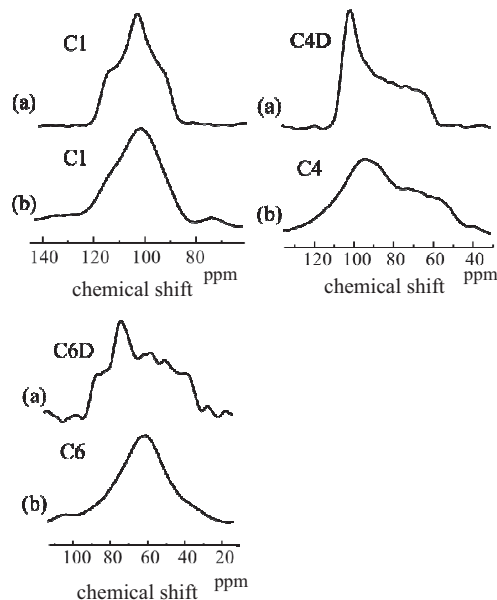 C1
(a)
C1
(b)
140 120 100 80
ppm
chemical shift
C4D
(a)
C4
(b)
120 100 80 60 40
ppm
chemical shift
C6D
(a)
C6
(b)
100 80 60 40 20
ppm
chemical shift